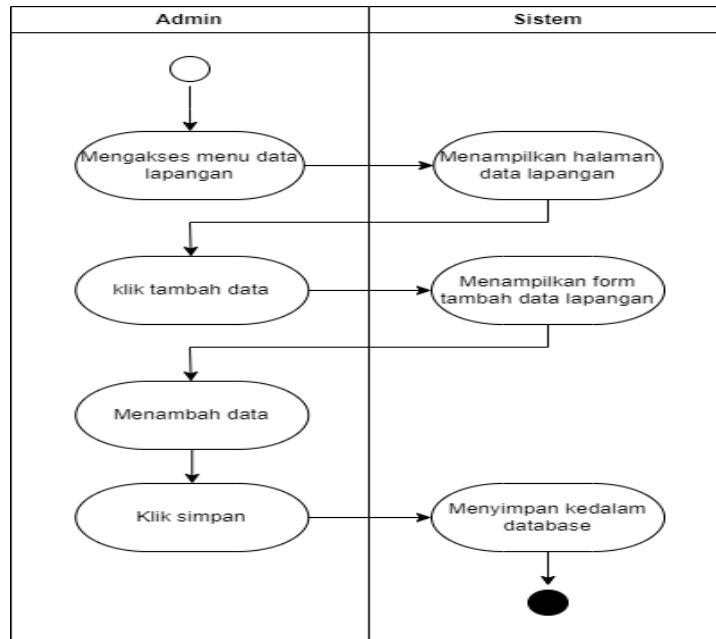 Admin
Sistem
Mengakses menu data
lapangan
Menampilkan halaman
data lapangan
klik tambah data
Menampilkan form
tambah data lapangan
Menambah data
Klik simpan
Menyimpan kedalam
database